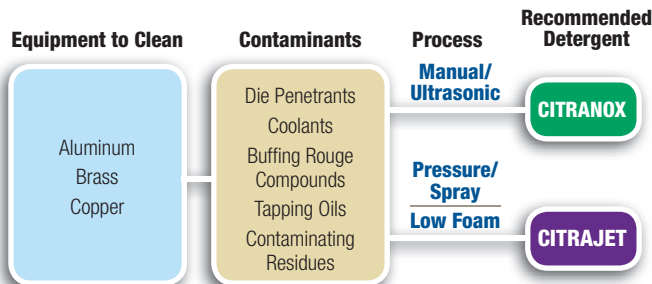 Equipment to Clean
Contaminants
Process
Recommended
Detergent
Aluminum
Brass
Copper
Die Penetrants
Coolants
Buffing Rouge
Compounds
Tapping Oils
Contaminating
Residues
Manual/
Ultrasonic
CITRANOX
Pressure/
Spray
Low Foam
CITRAJET